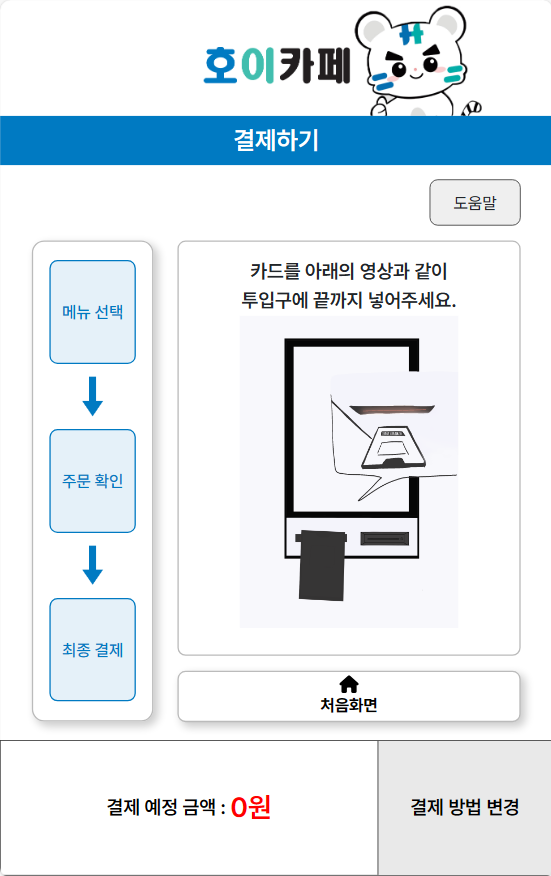 호이카페
결제하기
도움말
메뉴 선택
주문 확인
최종 결제
카드를 아래의 영상과 같이
투입구에 끝까지 넣어주세요.
처음화면
결제 예정 금액 : 0원
결제 방법 변경